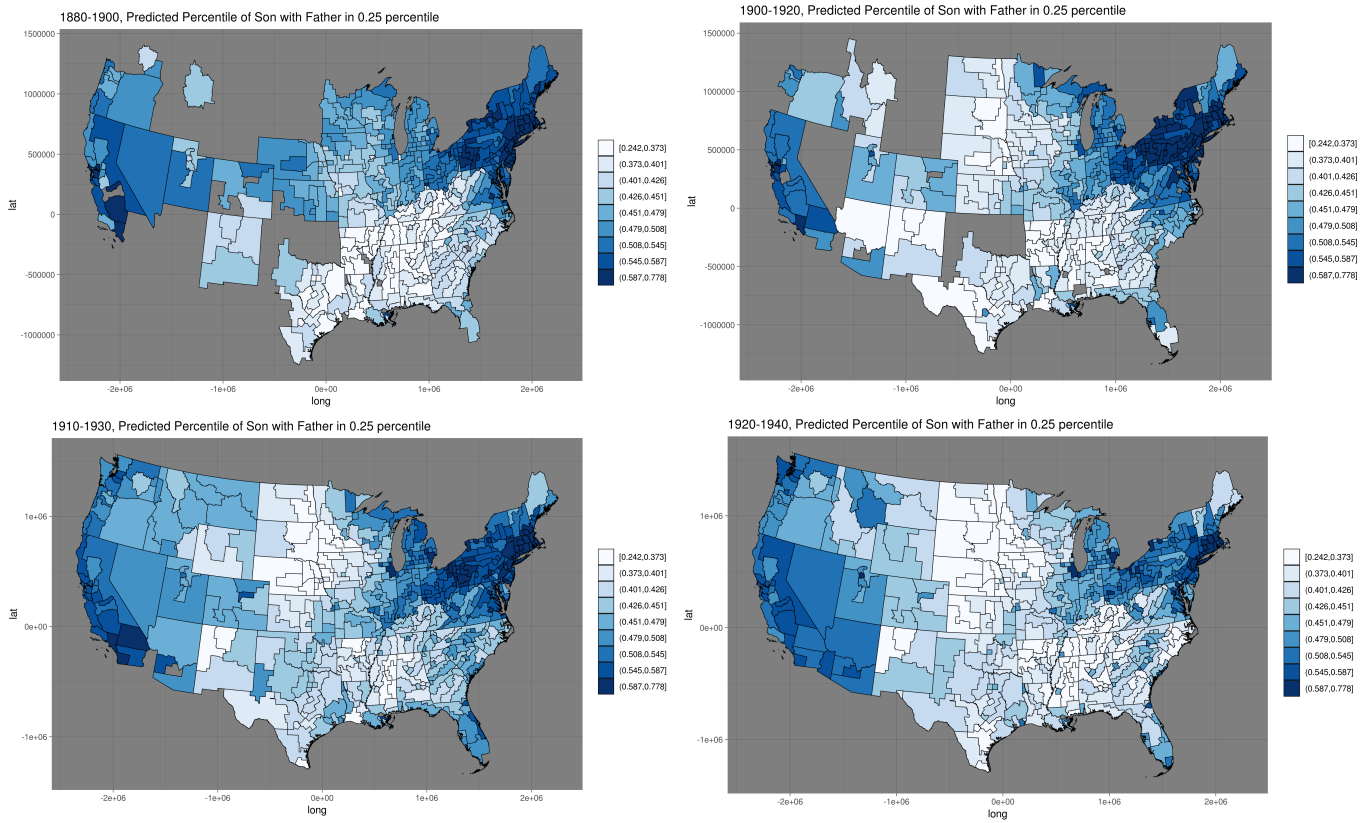 1880-1900, Predicted Percentile of Son with Father in 0.25 percentile
1500000
1000000
500000
0
-500000
-1000000
lat
-2e+06
-1e+06
0e+00
1e+06
2e+06
long
[0.242,0.373]
(0.373,0.401]
(0.401,0.426]
(0.426,0.451]
(0.451,0.479]
(0.479,0.508]
(0.508,0.545]
(0.545,0.587]
(0.587,0.778]
1900-1920, Predicted Percentile of Son with Father in 0.25 percentile
1500000
1000000
500000
0
-500000
-1000000
lat
-2e+06
-1e+06
0e+00
1e+06
2e+06
long
[0.242,0.373]
(0.373,0.401]
(0.401,0.426]
(0.426,0.451]
(0.451,0.479]
(0.479,0.508]
(0.508,0.545]
(0.545,0.587]
(0.587,0.778]
1910-1930, Predicted Percentile of Son with Father in 0.25 percentile
1e+06
0e+00
-1e+06
lat
-2e+06
-1e+06
0e+00
1e+06
2e+06
long
[0.242,0.373]
(0.373,0.401]
(0.401,0.426]
(0.426,0.451]
(0.451,0.479]
(0.479,0.508]
(0.508,0.545]
(0.545,0.587]
(0.587,0.778]
1920-1940, Predicted Percentile of Son with Father in 0.25 percentile
1e+06
0e+00
-1e+06
lat
-2e+06
-1e+06
0e+00
1e+06
2e+06
long
[0.242,0.373]
(0.373,0.401]
(0.401,0.426]
(0.426,0.451]
(0.451,0.479]
(0.479,0.508]
(0.508,0.545]
(0.545,0.587]
(0.587,0.778]